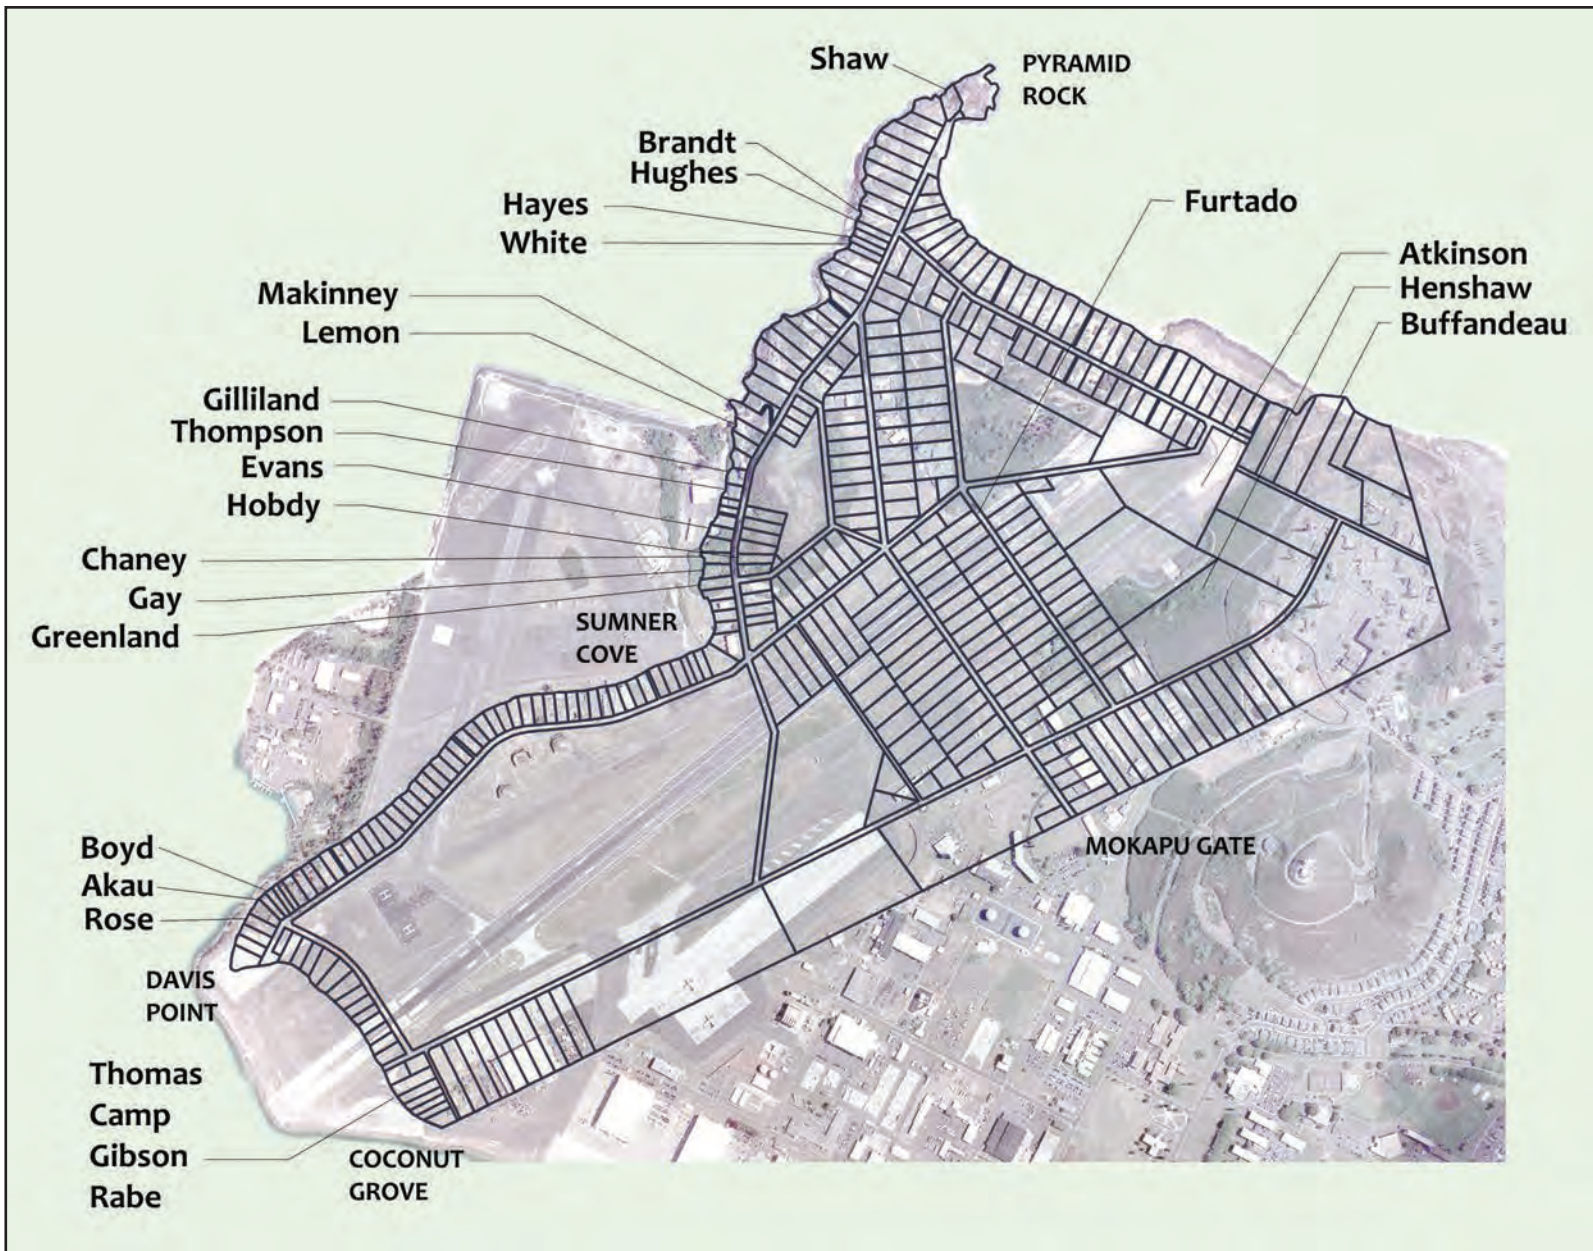 Shaw
PYRAMID
ROCK
Brandt
Hughes
Hayes
White
Furtado
Atkinson
Henshaw
Buffandeau
Makinney
Lemon
Gilliland
Thompson
Evans
Hobdy
Chaney
Gay
Greenland
SUMNER
COVE
Boyd
Akau
Rose
MOKAPU GATE
DAVIS
POINT
Thomas
Camp
Gibson
Rabe
COCONUT
GROVE